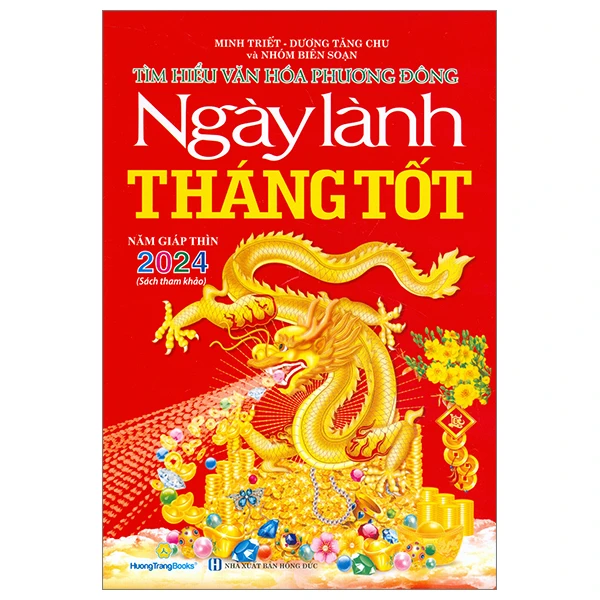 MINH TRIẾT - DƯƠNG TĂNG CHU
và NHÓM BIÊN SOẠN
TÌM HIỂU VĂN HÓA PHƯƠNG ĐÔNG
Ngày lành
THÁNG TỐT
NĂM GIÁP THÌN
2024
(Sách tham khảo)
HuongTrangBooks
NHÀ XUẤT BẢN HỒNG ĐỨC